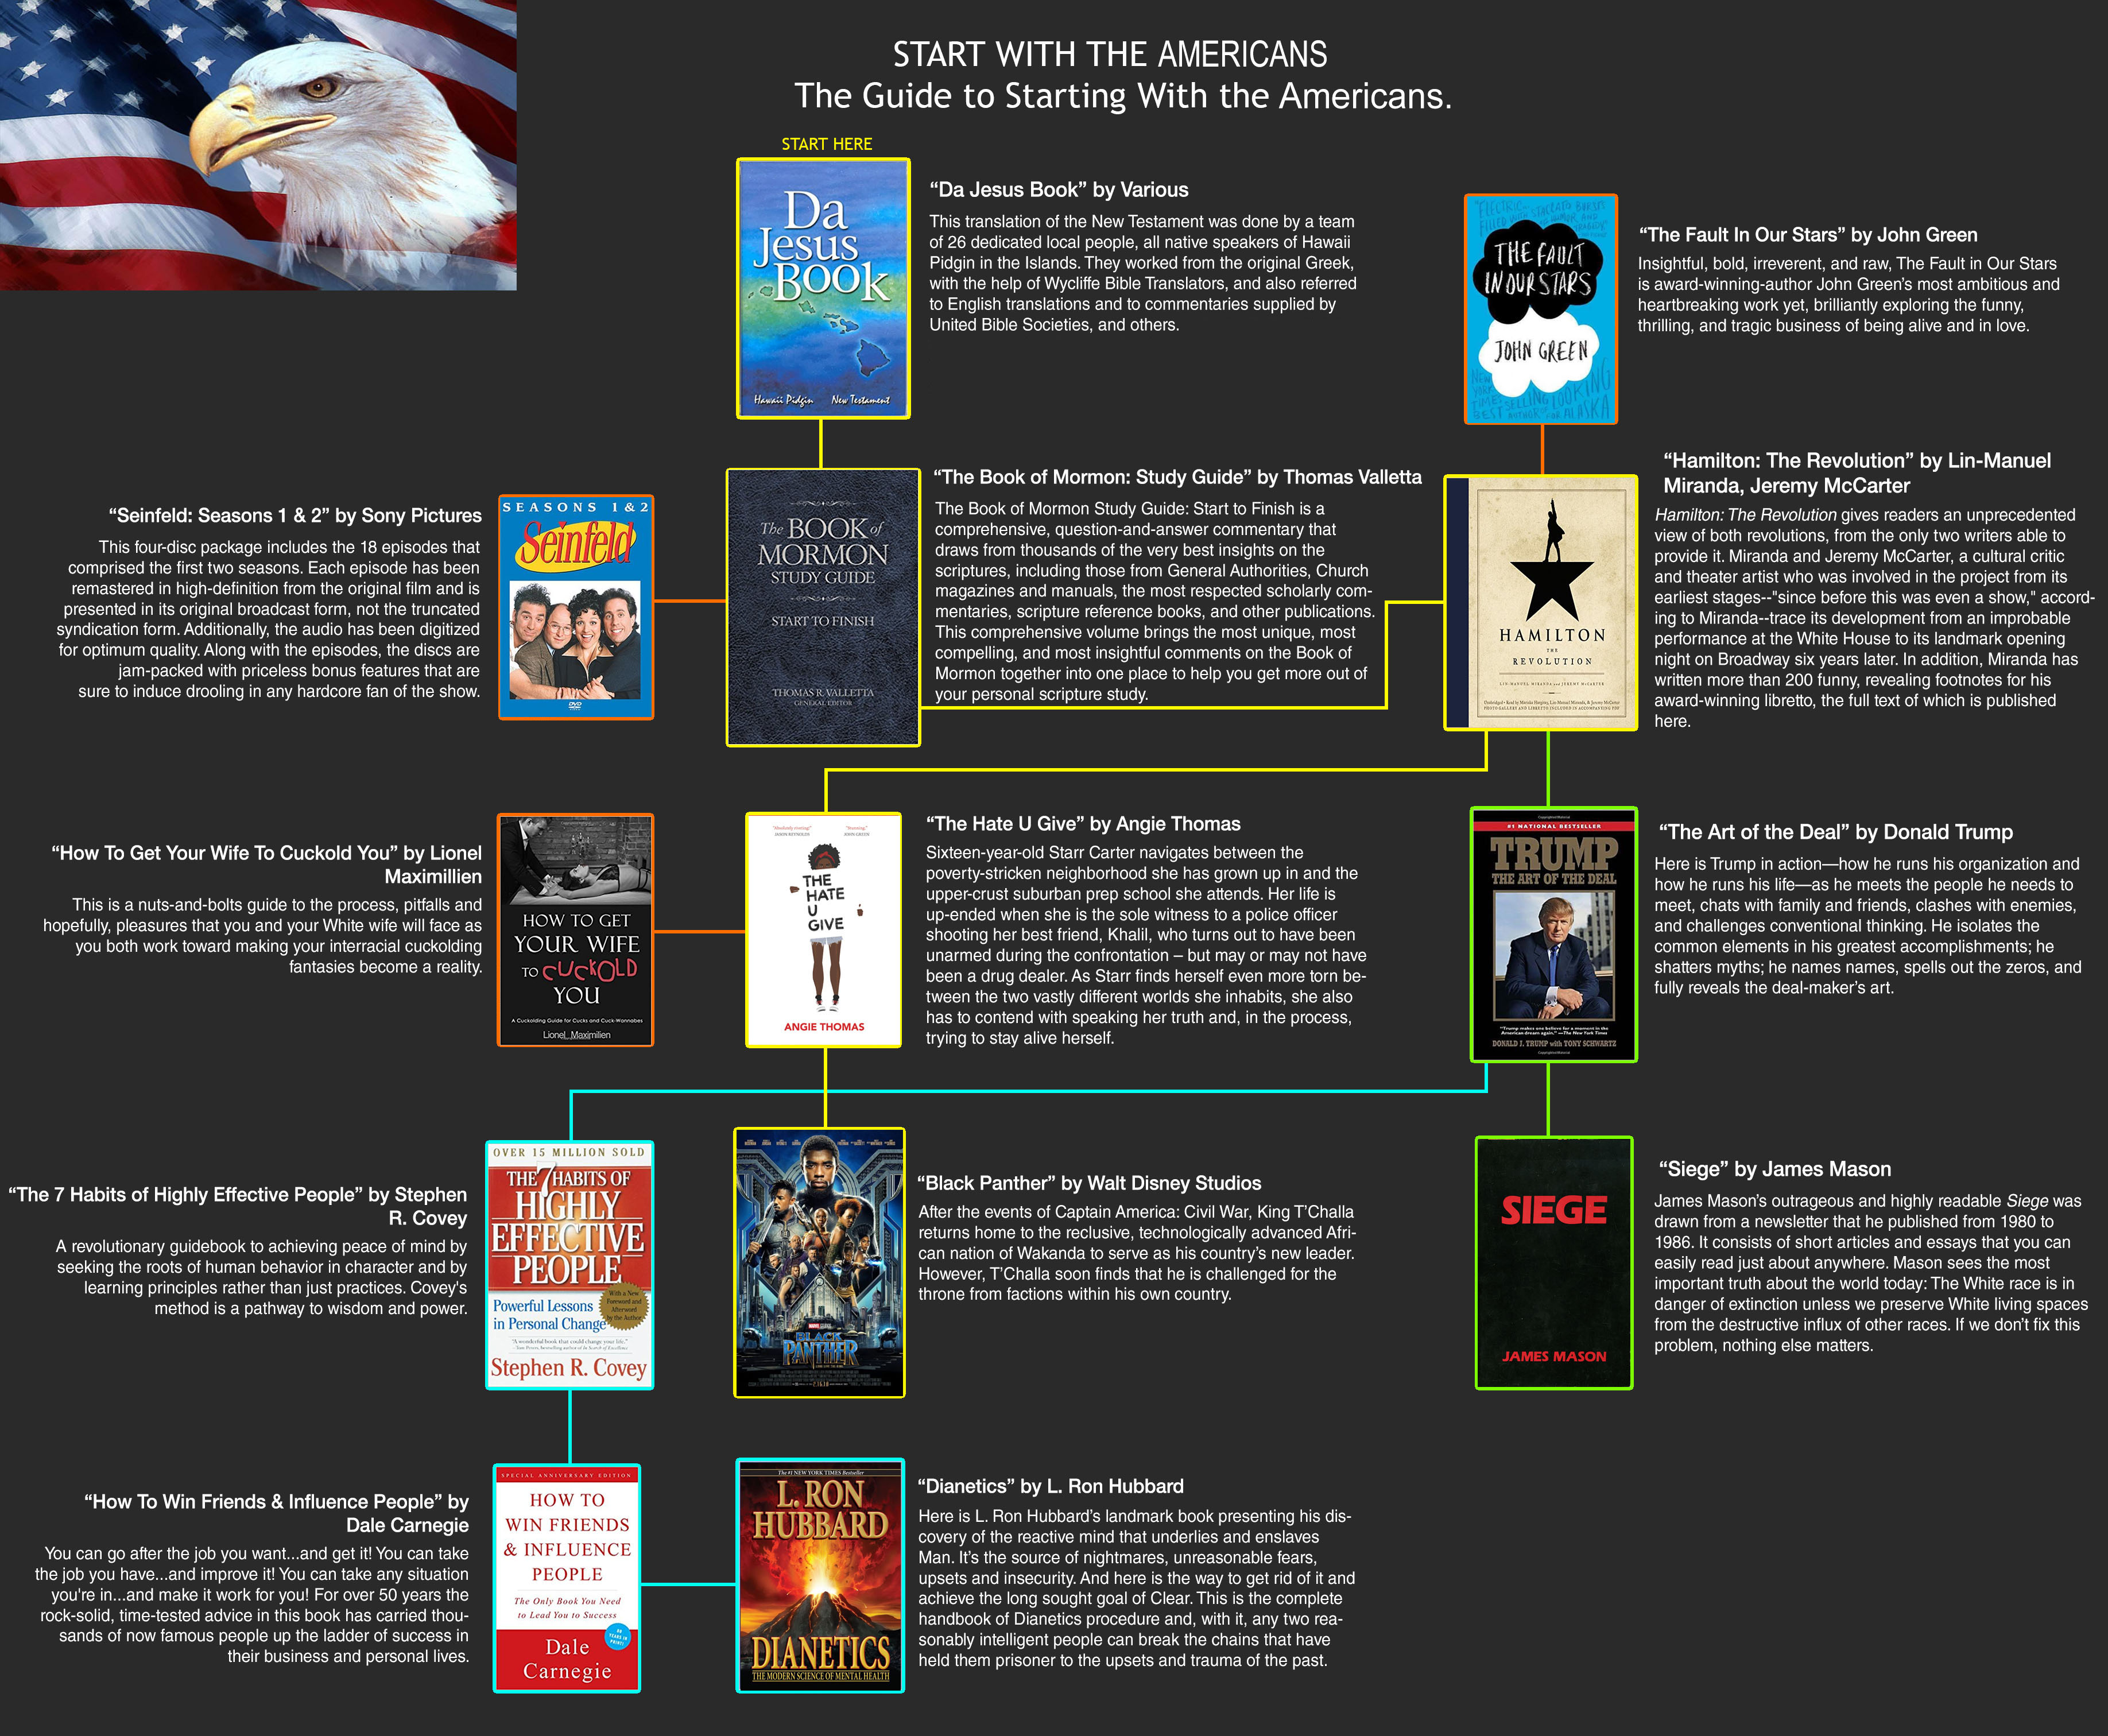 START WITH THE AMERICANS
The Guide to Starting With the Americans.
START HERE
Da
Jesus
Book
Hawaii Pidgin New Testament
“Da Jesus Book” by Various
This translation of the New Testament was done by a team
of 26 dedicated local people, all native speakers of Hawaii
Pidgin in the Islands. They worked from the original Greek,
with the help of Wycliffe Bible Translators, and also referred
to English translations and to commentaries supplied by
United Bible Societies, and others.
THE FAULT
IN OUR STARS
JOHN GREEN
“The Fault In Our Stars” by John Green
Insightful, bold, irreverent, and raw, The Fault in Our Stars
is award-winning-author John Green’s most ambitious and
heartbreaking work yet, brilliantly exploring the funny,
thrilling, and tragic business of being alive and in love.
“Seinfeld: Seasons 1 & 2” by Sony Pictures
This four-disc package includes the 18 episodes that
comprised the first two seasons. Each episode has been
remastered in high-definition from the original film and is
presented in its original broadcast form, not the truncated
syndication form. Additionally, the audio has been digitized
for optimum quality. Along with the episodes, the discs are
jam-packed with priceless bonus features that are
sure to induce drooling in any hardcore fan of the show.
SEASONS 1 & 2
Seinfeld
DVD
The BOOK of
MORMON
STUDY GUIDE
START TO FINISH
THOMAS R. VALLETTA
GENERAL EDITOR
“The Book of Mormon: Study Guide” by Thomas Valletta
The Book of Mormon Study Guide: Start to Finish is a
comprehensive, question-and-answer commentary that
draws from thousands of the very best insights on the
scriptures, including those from General Authorities, Church
magazines and manuals, the most respected scholarly com-
mentaries, scripture reference books, and other publications.
This comprehensive volume brings the most unique, most
compelling, and most insightful comments on the Book of
Mormon together into one place to help you get more out of
your personal scripture study.
HAMILTON
THE
REVOLUTION
LIN-MANUEL MIRANDA and JEREMY McCARTER
“Hamilton: The Revolution” by Lin-Manuel
Miranda, Jeremy McCarter
Hamilton: The Revolution gives readers an unprecedented
view of both revolutions, from the only two writers able to
provide it. Miranda and Jeremy McCarter, a cultural critic
and theater artist who was involved in the project from its
earliest stages--"since before this was even a show," accord-
ing to Miranda--trace its development from an improbable
performance at the White House to its landmark opening
night on Broadway six years later. In addition, Miranda has
written more than 200 funny, revealing footnotes for his
award-winning libretto, the full text of which is published
here.
“How To Get Your Wife To Cuckold You” by Lionel
Maximillien
This is a nuts-and-bolts guide to the process, pitfalls and
hopefully, pleasures that you and your White wife will face as
you both work toward making your interracial cuckolding
fantasies become a reality.
HOW TO GET
YOUR WIFE
TO CUCKOLD
YOU
A Cuckolding Guide for Cucks and Cuck-Wannabes
Lionel Maximilien
THE
HATE
U
GIVE
ANGIE THOMAS
“The Hate U Give” by Angie Thomas
Sixteen-year-old Starr Carter navigates between the
poverty-stricken neighborhood she has grown up in and the
upper-crust suburban prep school she attends. Her life is
up-ended when she is the sole witness to a police officer
shooting her best friend, Khalil, who turns out to have been
unarmed during the confrontation – but may or may not have
been a drug dealer. As Starr finds herself even more torn be-
tween the two vastly different worlds she inhabits, she also
has to contend with speaking her truth and, in the process,
trying to stay alive herself.
#1 NATIONAL BESTSELLER
TRUMP
THE ART OF THE DEAL
"Trump makes one believe for a moment in the
American dream again." —The New York Times
DONALD J. TRUMP with TONY SCHWARTZ
“The Art of the Deal” by Donald Trump
Here is Trump in action—how he runs his organization and
how he runs his life—as he meets the people he needs to
meet, chats with family and friends, clashes with enemies,
and challenges conventional thinking. He isolates the
common elements in his greatest accomplishments; he
shatters myths; he names names, spells out the zeros, and
fully reveals the deal-maker’s art.
“The 7 Habits of Highly Effective People” by Stephen
R. Covey
A revolutionary guidebook to achieving peace of mind by
seeking the roots of human behavior in character and by
learning principles rather than just practices. Covey's
method is a pathway to wisdom and power.
OVER 15 MILLION SOLD
THE 7 HABITS OF
HIGHLY
EFFECTIVE
PEOPLE
Powerful Lessons
in Personal Change
With a New
Foreword and
Afterword
by the Author
Stephen R. Covey
BLACK
PANTHER
“Black Panther” by Walt Disney Studios
After the events of Captain America: Civil War, King T’Challa
returns home to the reclusive, technologically advanced Afri-
can nation of Wakanda to serve as his country’s new leader.
However, T’Challa soon finds that he is challenged for the
throne from factions within his own country.
SIEGE
JAMES MASON
“Siege” by James Mason
James Mason’s outrageous and highly readable Siege was
drawn from a newsletter that he published from 1980 to
1986. It consists of short articles and essays that you can
easily read just about anywhere. Mason sees the most
important truth about the world today: The White race is in
danger of extinction unless we preserve White living spaces
from the destructive influx of other races. If we don’t fix this
problem, nothing else matters.
“How To Win Friends & Influence People” by
Dale Carnegie
You can go after the job you want...and get it! You can take
the job you have...and improve it! You can take any situation
you're in...and make it work for you! For over 50 years the
rock-solid, time-tested advice in this book has carried thou-
sands of now famous people up the ladder of success in
their business and personal lives.
SPECIAL ANNIVERSARY EDITION
HOW TO
WIN FRIENDS
& INFLUENCE
PEOPLE
The Only Book You Need
to Lead You to Success
Dale
Carnegie
The #1 NEW YORK TIMES Bestseller
L. RON
HUBBARD
DIANETICS
THE MODERN SCIENCE OF MENTAL HEALTH
“Dianetics” by L. Ron Hubbard
Here is L. Ron Hubbard’s landmark book presenting his dis-
covery of the reactive mind that underlies and enslaves
Man. It’s the source of nightmares, unreasonable fears,
upsets and insecurity. And here is the way to get rid of it and
achieve the long sought goal of Clear. This is the complete
handbook of Dianetics procedure and, with it, any two rea-
sonably intelligent people can break the chains that have
held them prisoner to the upsets and trauma of the past.